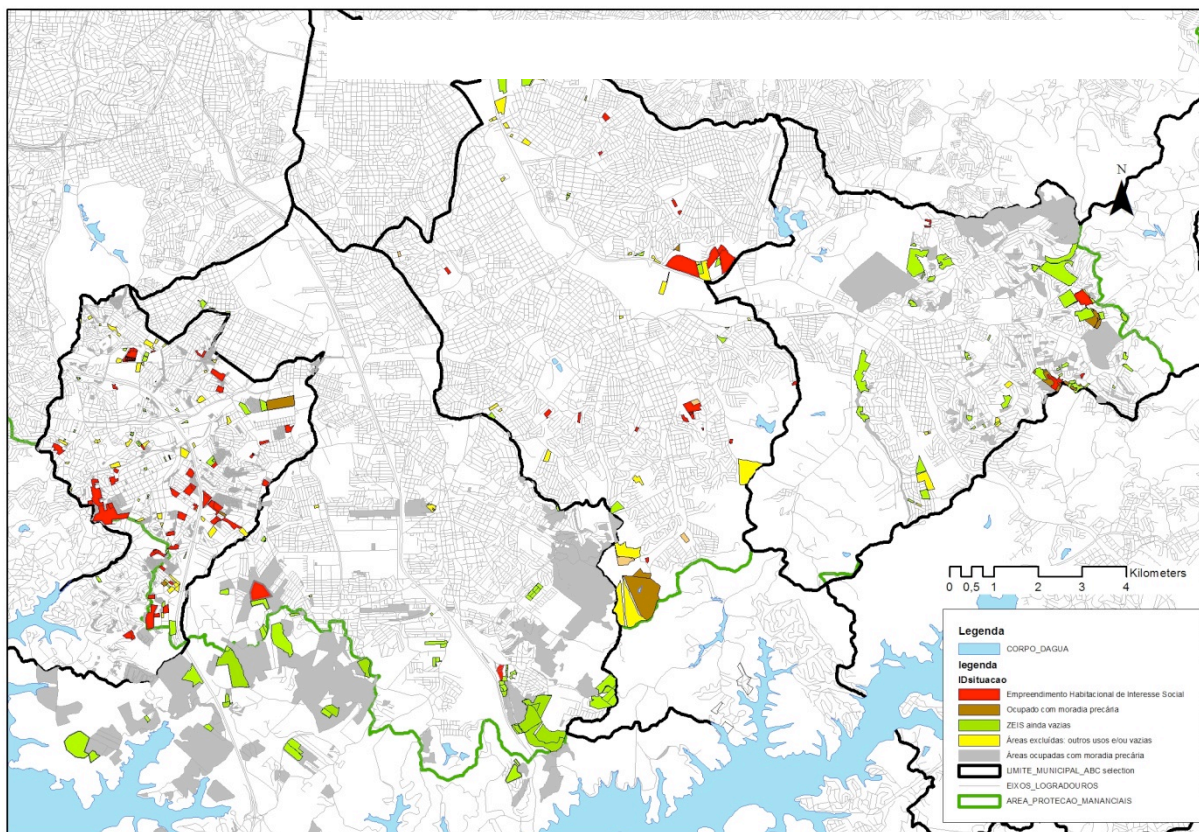 N
Kilometers
0 0,5 1 2 3 4
Legenda
CORPO_DAGUA
legenda
IDsituacao
Empreendimento Habitacional de Interesse Social
Ocupado com moradia precária
ZEIS ainda vazias
Áreas excluídas: outros usos e/ou vazias
Áreas ocupadas com moradia precária
LIMITE_MUNICIPAL_ABC selection
EIXOS_LOGRADOUROS
AREA_PROTECAO_MANANCIAIS